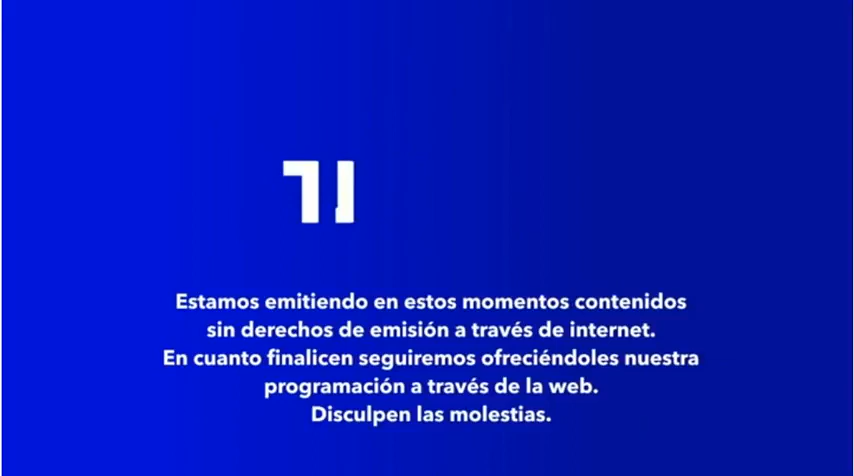 Estamos emitiendo en estos momentos contenidos
sin derechos de emisión a través de internet.
En cuanto finalicen seguiremos ofreciéndoles nuestra
programación a través de la web.
Disculpen las molestias.